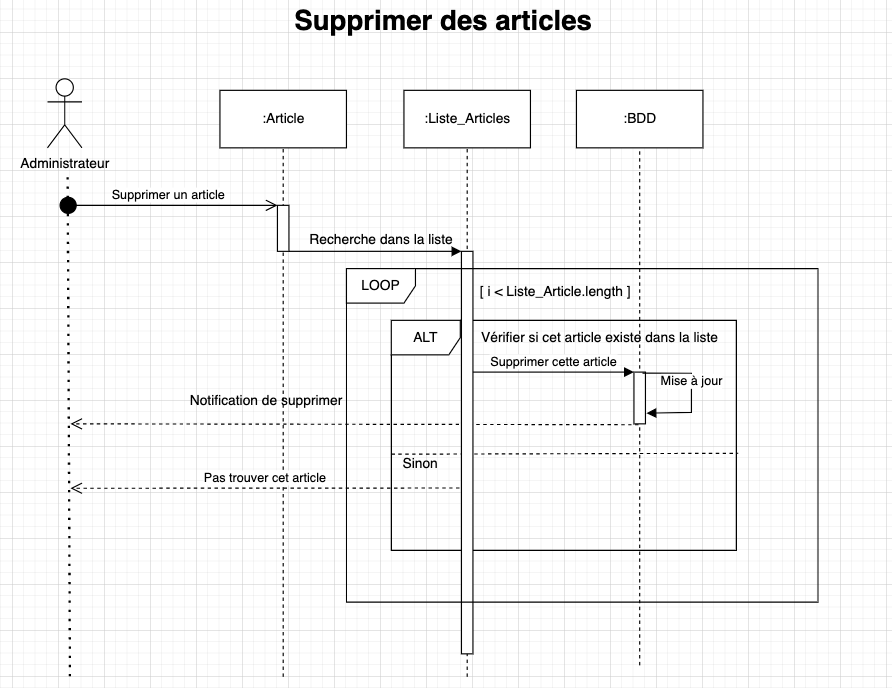 Supprimer des articles
:Article
:Liste_Articles
:BDD
Administrateur
Supprimer un article
Recherche dans la liste
LOOP
[ i < Liste_Article.length ]
ALT
Vérifier si cet article existe dans la liste
Supprimer cette article
Mise à jour
Notification de supprimer
Sinon
Pas trouver cet article